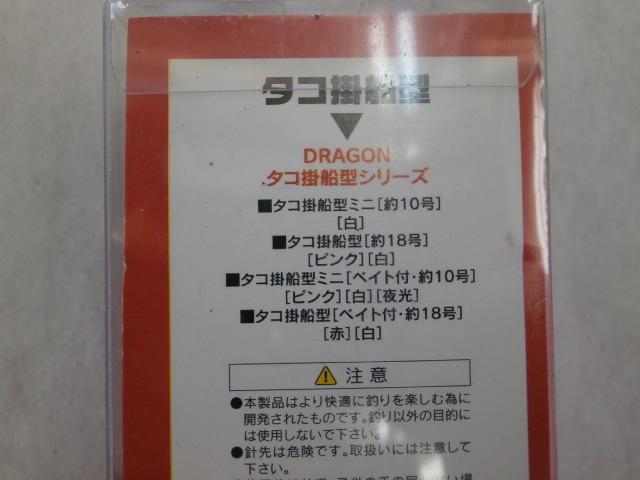 タコ掛船型
DRAGON
タコ掛船型シリーズ
■タコ掛船型ミニ[約10号]
[白]
■タコ掛船型[約18号]
[ピンク][白]
■タコ掛船型ミニ[ベイト付・約10号]
[ピンク][白][夜光]
■タコ掛船型[ベイト付・約18号]
[赤][白]
注意
●本製品はより快適に釣りを楽しむ為に
開発されたものです。釣り以外の目的に
は使用しないで下さい。
●針先は危険です。取扱いには注意して
下さい。